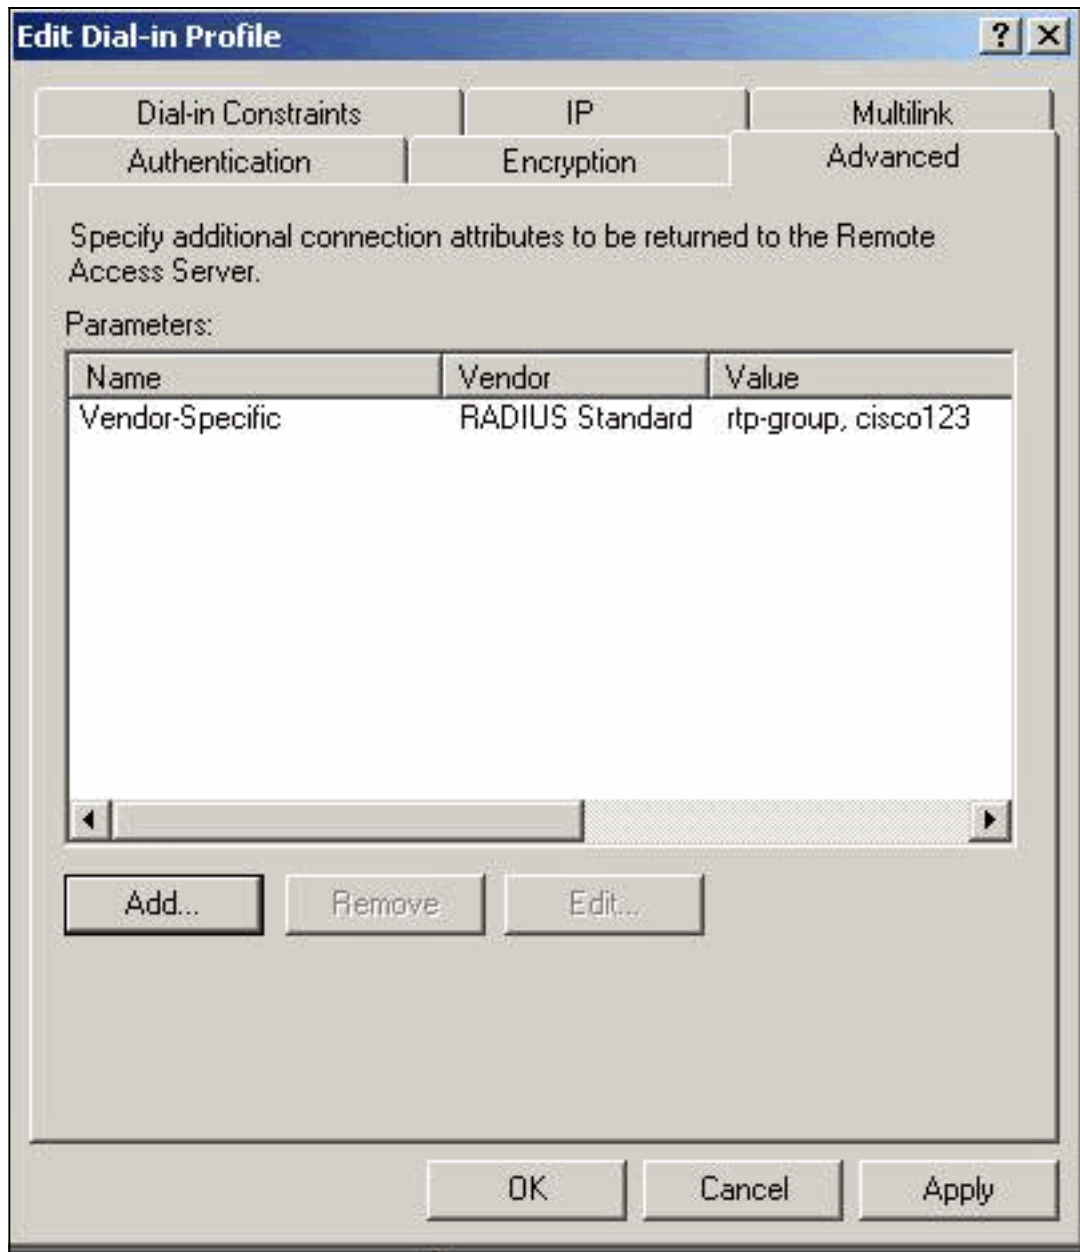 Edit Dial-in Profile
Dial-in Constraints IP Multilink
Authentication Encryption Advanced
Specify additional connection attributes to be returned to the Remote
Access Server.
Parameters:
Name Vendor Value
Vendor-Specific RADIUS Standard rtp-group, cisco123
Add... Remove Edit...
OK Cancel Apply